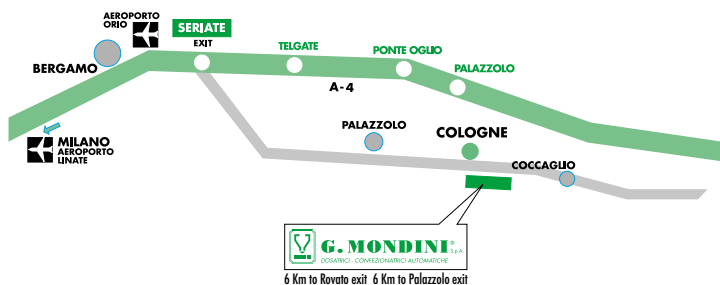 AEROPORTO
ORIO
SERIATE
EXIT
TELGATE
PONTE OGLIO
BERGAMO
PALAZZOLO
A-4
PALAZZOLO
COLOGNE
MILANO
AEROPORTO
LINATE
COCCAGLIO
G. MONDINI® S.p.A.
DOSATRICI - CONFEZIONATRICI AUTOMATICHE
6 Km to Rovato exit 6 Km to Palazzolo exit